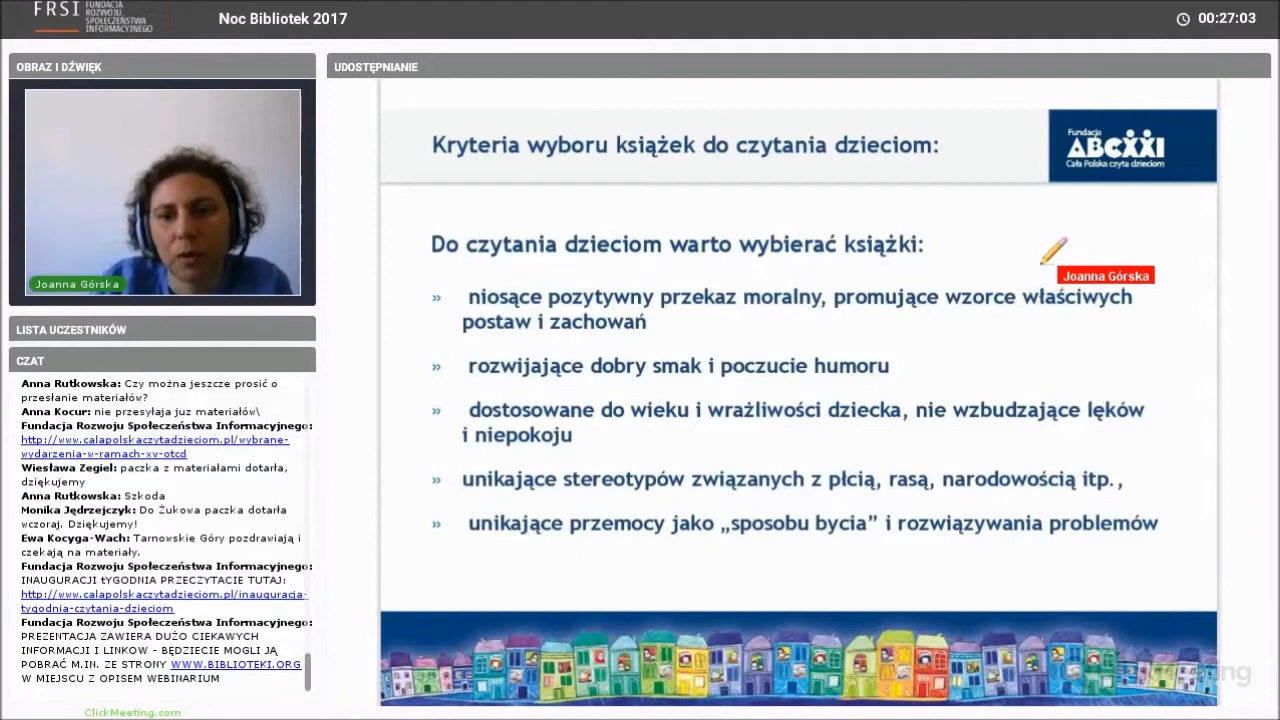 FRSI
FUNDACJA
ROZWOJU
SPOŁECZEŃSTWA
INFORMACYJNEGO
Noc Bibliotek 2017
00:27:03
OBRAZ I DŹWIĘK
Joanna Górska
LISTA UCZESTNIKÓW
CZAT
Anna Rutkowska: Czy można jeszcze prosić o
przesłanie materiałów?
Anna Kocur: nie przesyłaja juz materiałów\
Fundacja Rozwoju Społeczeństwa Informacyjnego:
http://www.calapolskaczytadzieciom.pl/wybrane-
wydarzenia-w-ramach-xv-otcd
Wiesława Zegiel: paczka z materiałami dotarła,
dziękujemy
Anna Rutkowska: Szkoda
Monika Jędrzejczyk: Do Żukowa paczka dotarła
wczoraj. Dziękujemy!
Ewa Kocyga-Wach: Tarnowskie Góry pozdrawiają i
czekają na materiały.
Fundacja Rozwoju Społeczeństwa Informacyjnego:
INAUGURACJI tYGODNIA PRZECZYTACIE TUTAJ:
http://www.calapolskaczytadzieciom.pl/inauguracja-
tygodnia-czytania-dzieciom
Fundacja Rozwoju Społeczeństwa Informacyjnego:
PREZENTACJA ZAWIERA DUŻO CIEKAWYCH
INFORMACJI I LINKOW - BĘDZIECIE MOGLI JĄ
POBRAĆ M.IN. ZE STRONY WWW.BIBLIOTEKI.ORG
W MIEJSCU Z OPISEM WEBINARIUM
ClickMeeting.com
UDOSTĘPNIANIE
Kryteria wyboru książek do czytania dzieciom:
Fundacja
ABCXXI
Cała Polska czyta dzieciom
Do czytania dzieciom warto wybierać książki:
Joanna Górska
» niosące pozytywny przekaz moralny, promujące wzorce właściwych
postaw i zachowań
» rozwijające dobry smak i poczucie humoru
» dostosowane do wieku i wrażliwości dziecka, nie wzbudzające lęków
i niepokoju
» unikające stereotypów związanych z płcią, rasą, narodowością itp.,
» unikające przemocy jako „sposobu bycia” i rozwiązywania problemów